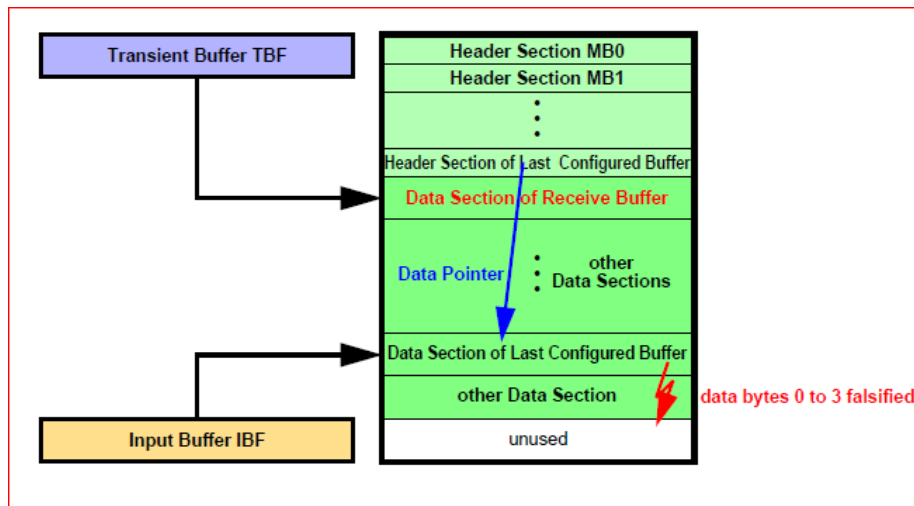 Transient Buffer TBF
Header Section MB0
Header Section MB1
Header Section of Last Configured Buffer
Data Section of Receive Buffer
Data Pointer
other
Data Sections
Data Section of Last Configured Buffer
other Data Section
data bytes 0 to 3 falsified
Input Buffer IBF
unused